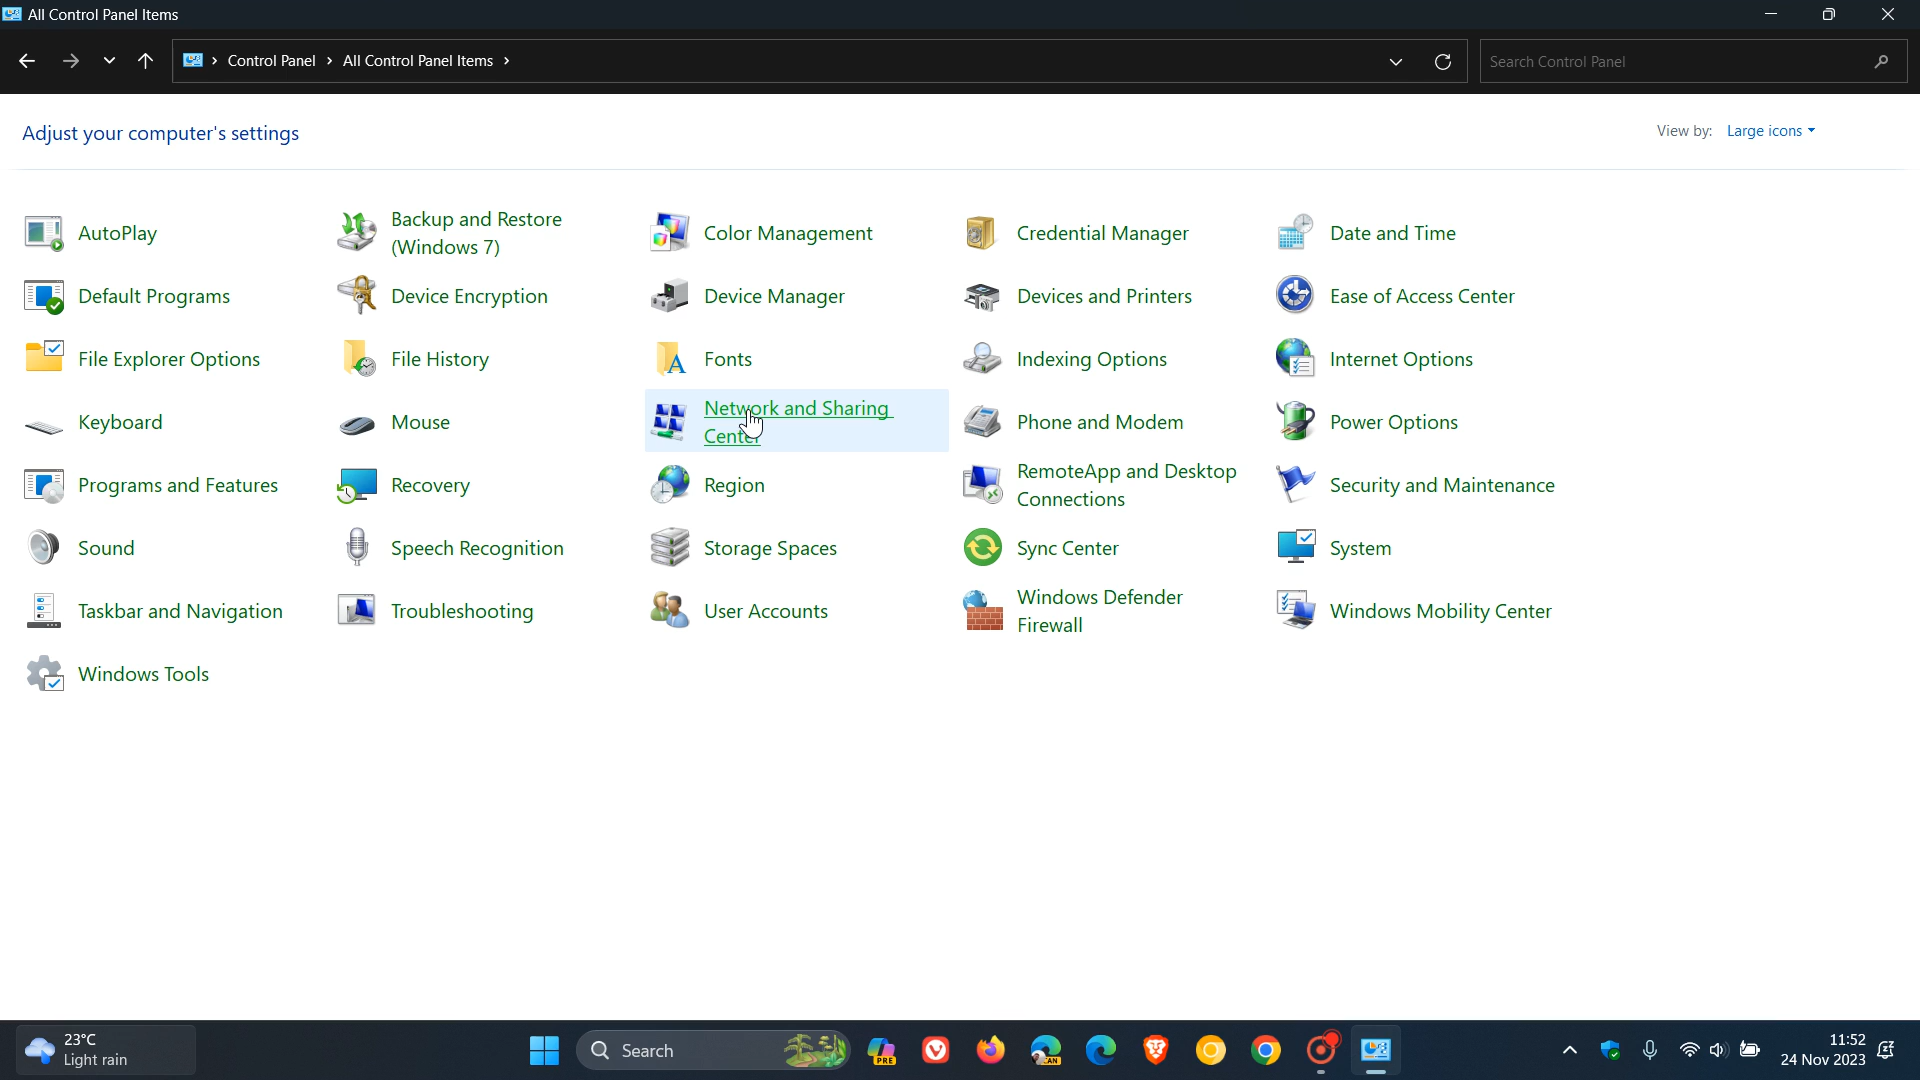 All Control Panel Items
Control Panel > All Control Panel Items >
Search Control Panel
Adjust your computer's settings
View by: Large icons
AutoPlay
Backup and Restore
(Windows 7)
Color Management
Credential Manager
Date and Time
Default Programs
Device Encryption
Device Manager
Devices and Printers
Ease of Access Center
File Explorer Options
File History
Fonts
Indexing Options
Internet Options
Keyboard
Mouse
Network and Sharing
Center
Phone and Modem
Power Options
Programs and Features
Recovery
Region
RemoteApp and Desktop
Connections
Security and Maintenance
Sound
Speech Recognition
Storage Spaces
Sync Center
System
Taskbar and Navigation
Troubleshooting
User Accounts
Windows Defender
Firewall
Windows Mobility Center
Windows Tools
23°C
Light rain
Search
PRE
CAN
11:52
24 Nov 2023